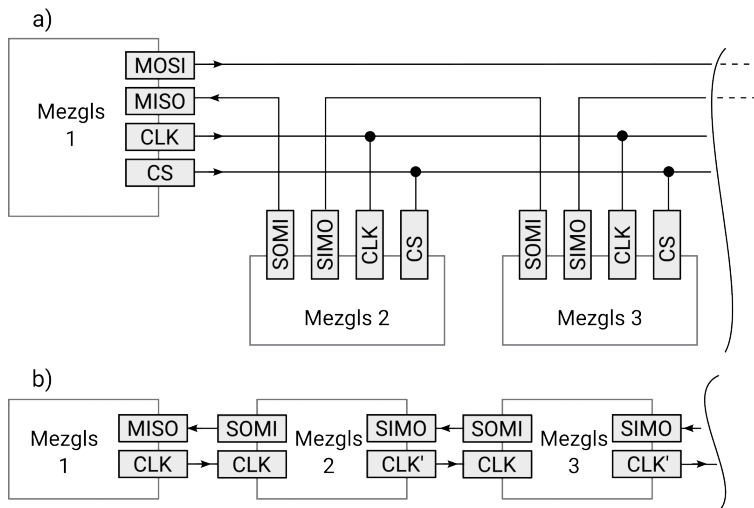 a)
MOSI
MISO
CLK
CS
Mezgls
1
SOMI
SIMO
CLK
CS
Mezgls 2
SOMI
SIMO
CLK
CS
Mezgls 3
b)
Mezgls
1
MISO
CLK
SOMI
CLK
Mezgls
2
SIMO
CLK'
SOMI
CLK
Mezgls
3
SIMO
CLK'